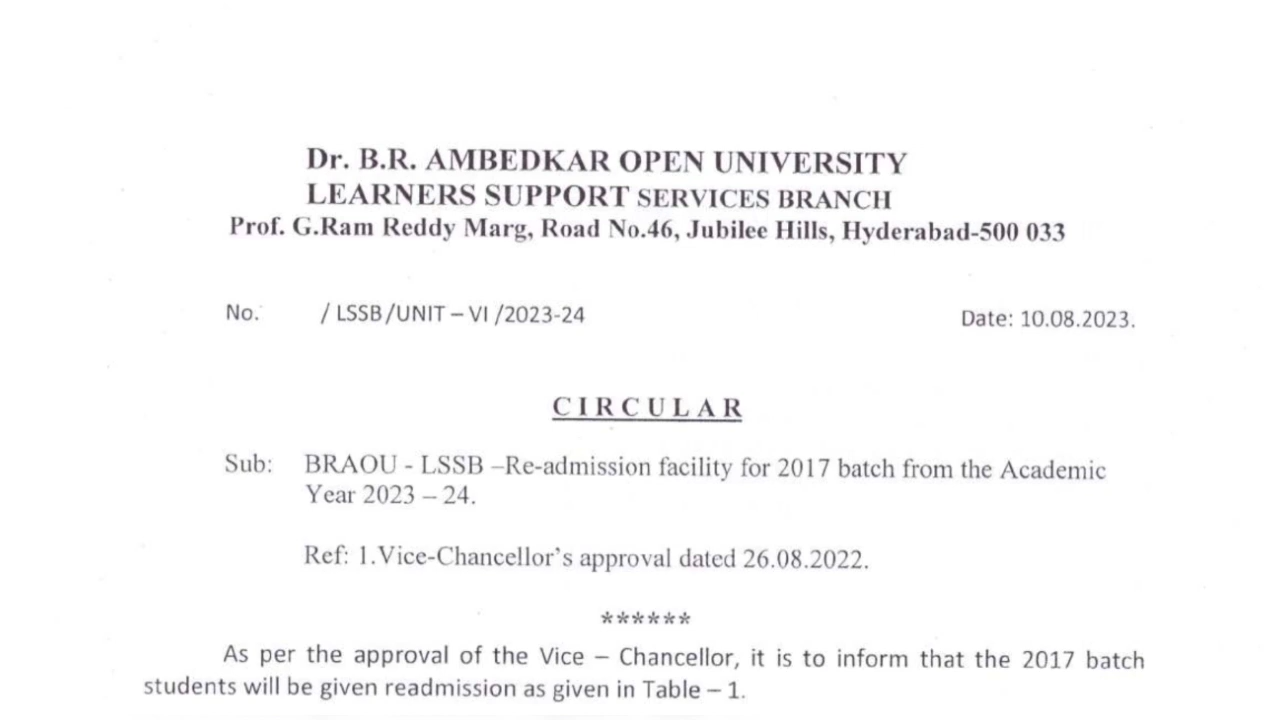 Dr. B.R. AMBEDKAR OPEN UNIVERSITY
LEARNERS SUPPORT SERVICES BRANCH
Prof. G.Ram Reddy Marg, Road No.46, Jubilee Hills, Hyderabad-500 033
No. / LSSB/UNIT – VI /2023-24 Date: 10.08.2023.
C I R C U L A R
Sub: BRAOU - LSSB –Re-admission facility for 2017 batch from the Academic
Year 2023 – 24.
Ref: 1.Vice-Chancellor's approval dated 26.08.2022.
******
As per the approval of the Vice – Chancellor, it is to inform that the 2017 batch
students will be given readmission as given in Table – 1.